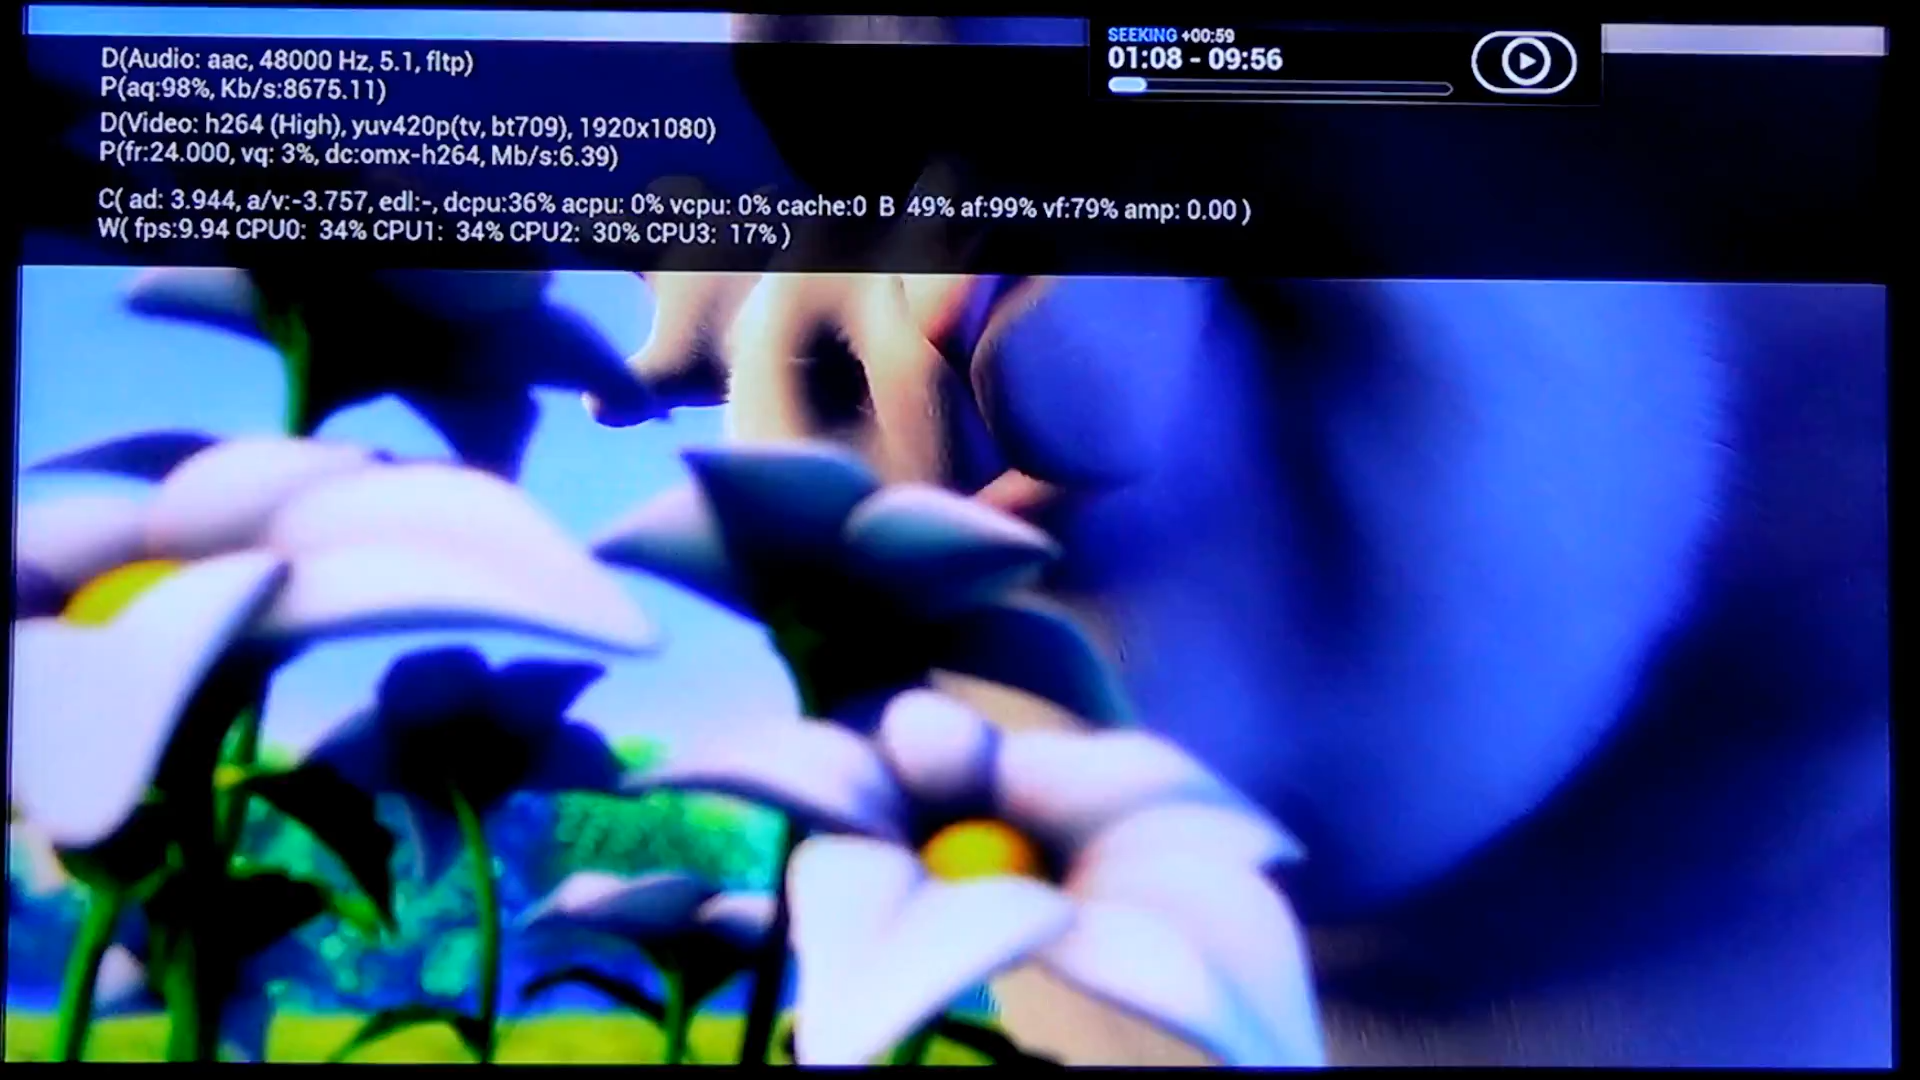 SEEKING +00:59
01:08 - 09:56
D(Audio: aac, 48000 Hz, 5.1, fltp)
P(aq:98%, Kb/s:8675.11)
D(Video: h264 (High), yuv420p(tv, bt709), 1920x1080)
P(fr:24.000, vq: 3%, dc:omx-h264, Mb/s:6.39)
C( ad: 3.944, a/v:-3.757, edl:-, dcpu:36% acpu: 0% vcpu: 0% cache:0 B 49% af:99% vf:79% amp: 0.00 )
W( fps:9.94 CPU0: 34% CPU1: 34% CPU2: 30% CPU3: 17% )